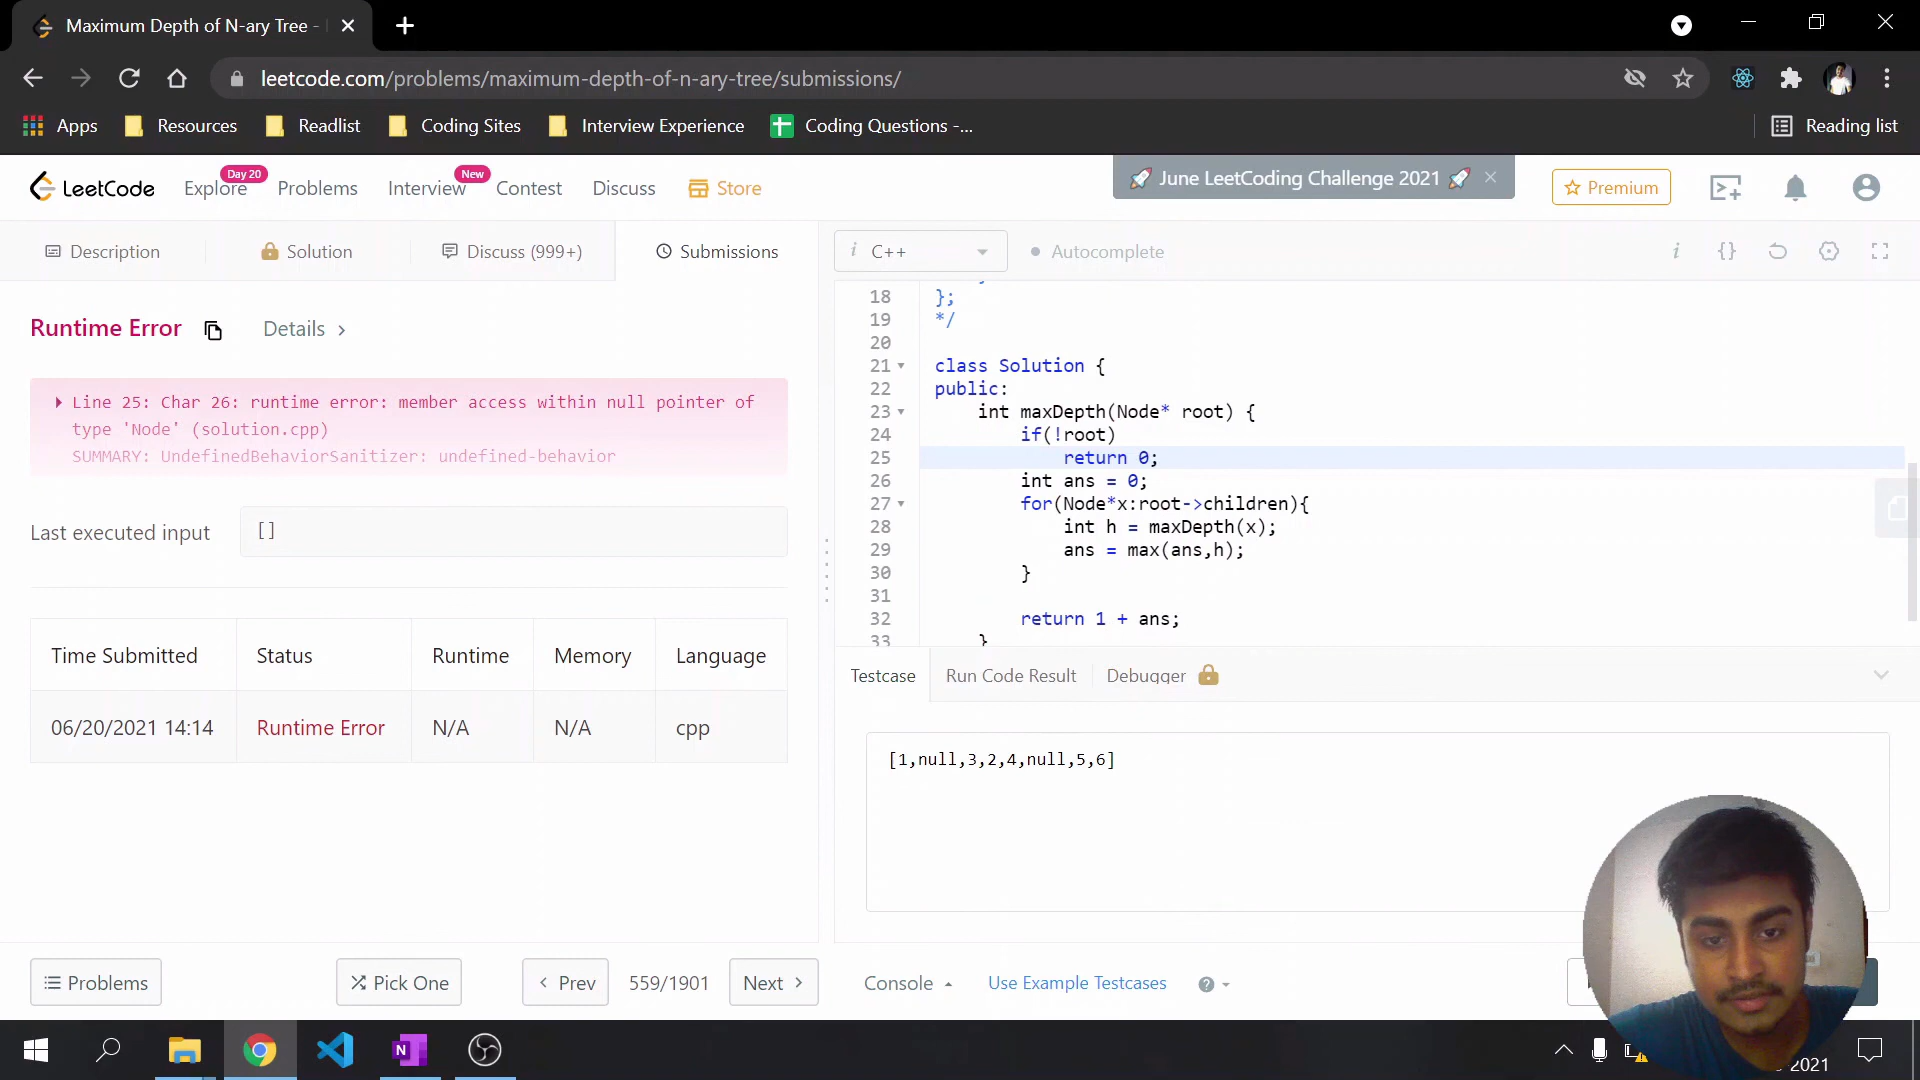 Maximum Depth of N-ary Tree -
leetcode.com/problems/maximum-depth-of-n-ary-tree/submissions/
Apps Resources Readlist Coding Sites Interview Experience Coding Questions -... Reading list
LeetCode Explore Day 20 Problems Interview New Contest Discuss Store June LeetCoding Challenge 2021 Premium
Description Solution Discuss (999+) Submissions
i C++ Autocomplete
Runtime Error Details
Line 25: Char 26: runtime error: member access within null pointer of
type 'Node' (solution.cpp)
SUMMARY: UndefinedBehaviorSanitizer: undefined-behavior
Last executed input []
Time Submitted Status Runtime Memory Language
06/20/2021 14:14 Runtime Error N/A N/A cpp
18 };
19 */
20
21 class Solution {
22 public:
23 int maxDepth(Node* root) {
24 if(!root)
25 return 0;
26 int ans = 0;
27 for(Node*x:root->children){
28 int h = maxDepth(x);
29 ans = max(ans,h);
30 }
31
32 return 1 + ans;
33 }
Testcase Run Code Result Debugger
[1,null,3,2,4,null,5,6]
Problems Pick One Prev 559/1901 Next Console Use Example Testcases
2021